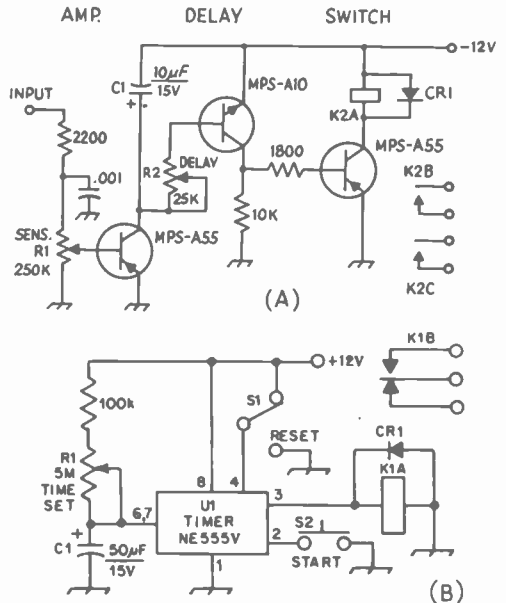 AMP. DELAY SWITCH
-12V
10µF
15V
C1
+ -
MPS-A10
INPUT
K2A
CR1
2200
MPS-A55
1800
DELAY
R2
25K
.001
K2B
SENS.
R1
250K
MPS-A55
10K
K2C
(A)
K1B
+12V
100k
S1
RESET
R1
5M
TIME
SET
CR1
K1A
8
4
3
6,7
U1
TIMER
NE555V
2
S2
1
START
+
C1
50µF
15V
1
(B)